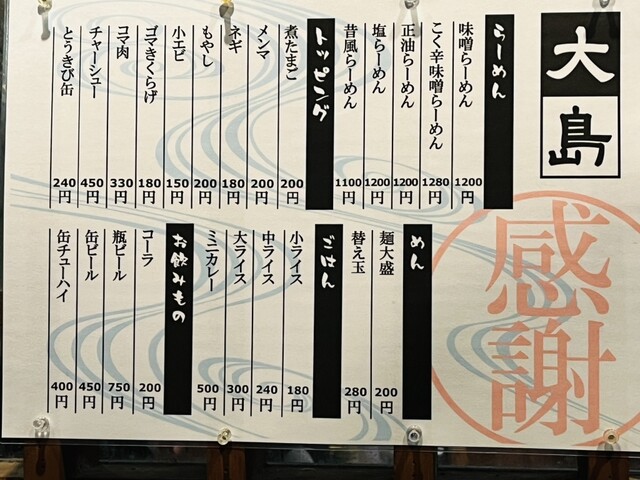 大島
感謝
らーめん
味噌らーめん 1200円
こく辛味噌らーめん 1280円
正油らーめん 1200円
塩らーめん 1200円
昔風らーめん 1100円
トッピング
煮たまご 200円
メンマ 200円
ネギ 180円
もやし 200円
小エビ 150円
ゴマきくらげ 180円
コマ肉 330円
チャーシュー 450円
とうきび缶 240円
めん
麺大盛 200円
替え玉 280円
ごはん
小ライス 180円
中ライス 240円
大ライス 300円
ミニカレー 500円
お飲みもの
コーラ 200円
瓶ビール 750円
缶ビール 450円
缶チューハイ 400円